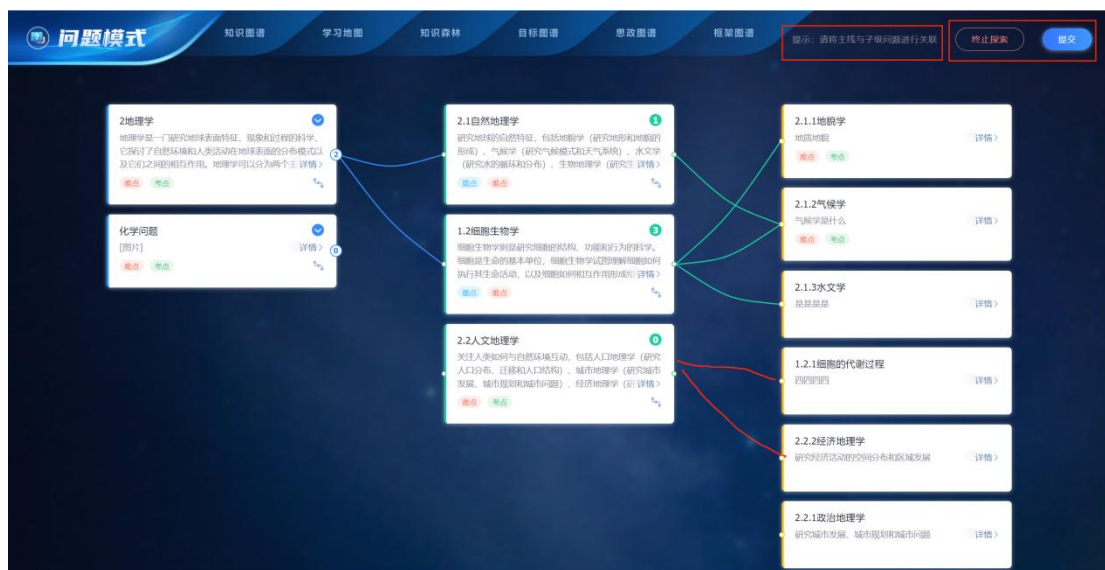 问题模式
知识图谱
学习地图
知识森林
目标图谱
思政图谱
框架图谱
提示：请将主线与子级问题进行关联
终止探索
提交
2地理学
地理学是一门研究地球表面特征、现象和过程的科学，
它探讨了自然环境和人类活动在地球表面的分布模式以
及它们之间的相互作用。地理学可以分为两个主 详情>
2
难点 考点
化学问题
[图片] 详情>
0
难点 考点
2.1自然地理学 1
研究地球的自然特征，包括地貌学（研究地形和地貌的
形成）、气候学（研究气候模式和天气系统）、水文学
（研究水的循环和分布）、生物地理学（研究生 详情>
重点 难点
1.2细胞生物学 3
细胞生物学则是研究细胞的结构、功能和行为的科学。
细胞是生命的基本单位，细胞生物学试图理解细胞如何
执行其生命活动，以及细胞如何相互作用形成组 详情>
重点 难点
2.2人文地理学 0
关注人类如何与自然环境互动，包括人口地理学（研究
人口分布、迁移和人口结构）、城市地理学（研究城市
发展、城市规划和城市问题）、经济地理学（研 详情>
难点 考点
2.1.1地貌学
地质地貌 详情>
难点 考点
2.1.2气候学
气候学是什么 详情>
难点 考点
2.1.3水文学
是是是是 详情>
1.2.1细胞的代谢过程
四四四四 详情>
2.2.2经济地理学
研究经济活动的空间分布和区域发展 详情>
2.2.1政治地理学
研究城市发展、城市规划和城市问题 详情>